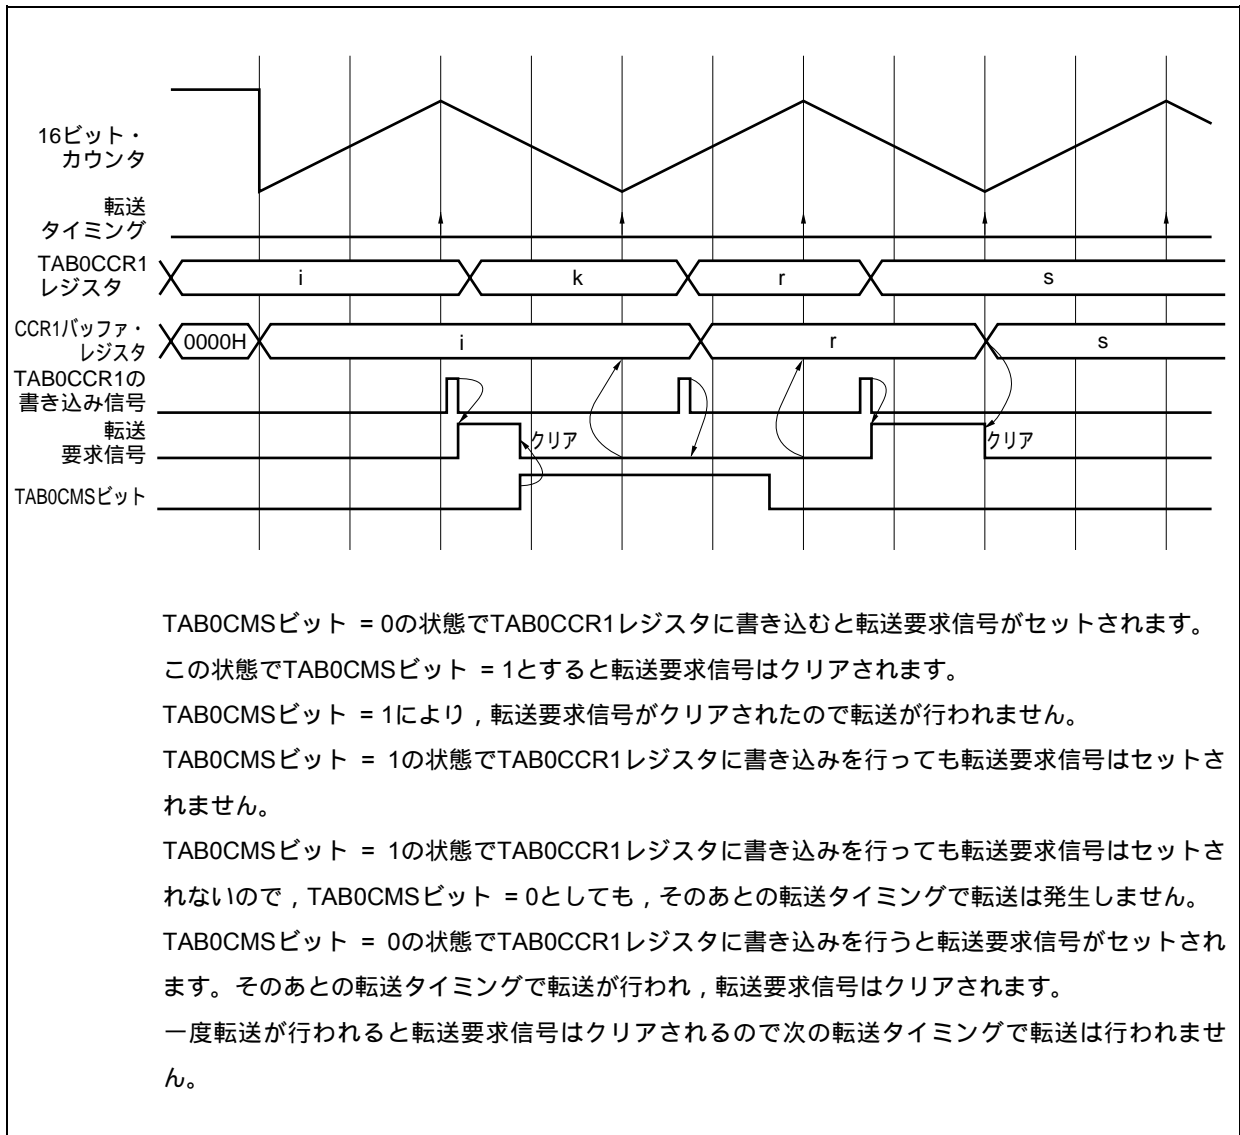 16ビット・
カウンタ
転送
タイミング
TAB0CCR1
レジスタ
i
k
r
s
CCR1バッファ・
レジスタ
0000H
i
r
s
TAB0CCR1の
書き込み信号
転送
要求信号
クリア
クリア
TAB0CMSビット
TAB0CMSビット = 0の状態でTAB0CCR1レジスタに書き込むと転送要求信号がセットされます。
この状態でTAB0CMSビット = 1とすると転送要求信号はクリアされます。
TAB0CMSビット = 1により，転送要求信号がクリアされたので転送が行われません。
TAB0CMSビット = 1の状態でTAB0CCR1レジスタに書き込みを行っても転送要求信号はセットさ
れません。
TAB0CMSビット = 1の状態でTAB0CCR1レジスタに書き込みを行っても転送要求信号はセットさ
れないので，TAB0CMSビット = 0としても，そのあとの転送タイミングで転送は発生しません。
TAB0CMSビット = 0の状態でTAB0CCR1レジスタに書き込みを行うと転送要求信号がセットされ
ます。そのあとの転送タイミングで転送が行われ，転送要求信号はクリアされます。
一度転送が行われると転送要求信号はクリアされるので次の転送タイミングで転送は行われませ
ん。